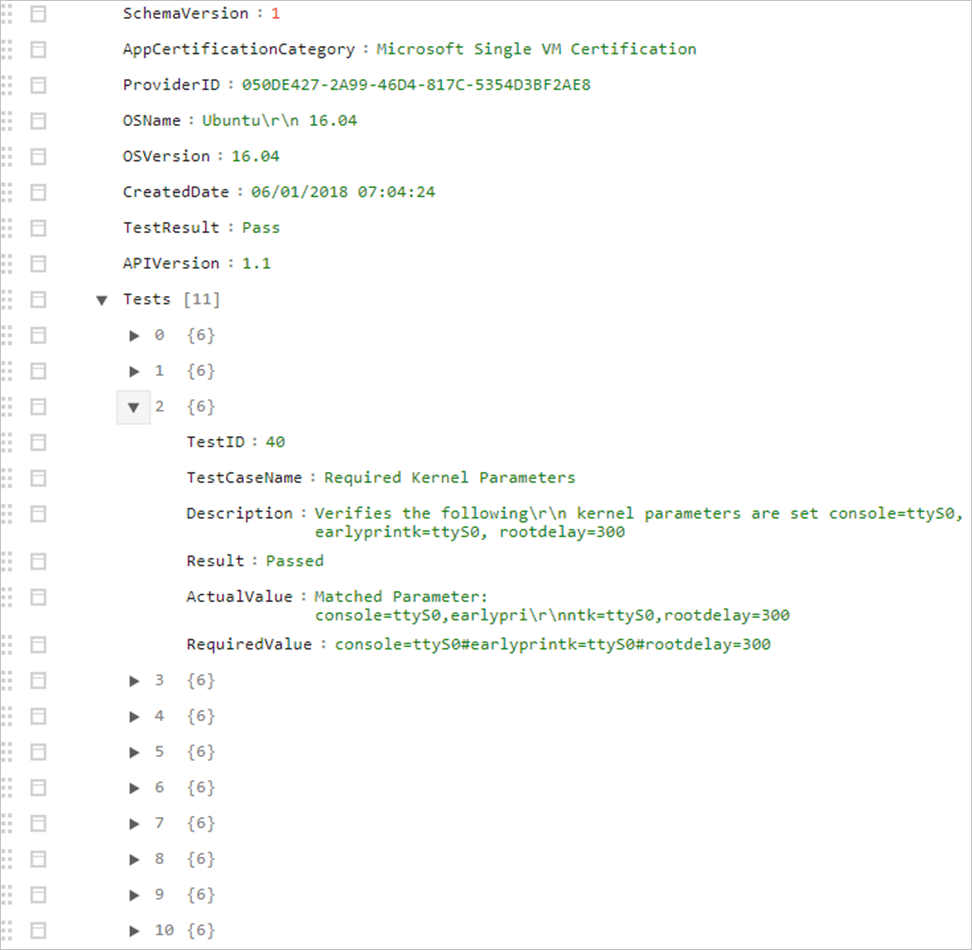 SchemaVersion : 1
AppCertificationCategory : Microsoft Single VM Certification
ProviderID : 050DE427-2A99-46D4-817C-5354D3BF2AE8
OSName : Ubuntu\r\n 16.04
OSVersion : 16.04
CreatedDate : 06/01/2018 07:04:24
TestResult : Pass
APIVersion : 1.1
▼ Tests [11]
▶ 0 {6}
▶ 1 {6}
▼ 2 {6}
TestID : 40
TestCaseName : Required Kernel Parameters
Description : Verifies the following\r\n kernel parameters are set console=ttyS0,
earlyprintk=ttyS0, rootdelay=300
Result : Passed
ActualValue : Matched Parameter:
console=ttyS0,earlypri\r\nntk=ttyS0,rootdelay=300
RequiredValue : console=ttyS0#earlyprintk=ttyS0#rootdelay=300
▶ 3 {6}
▶ 4 {6}
▶ 5 {6}
▶ 6 {6}
▶ 7 {6}
▶ 8 {6}
▶ 9 {6}
▶ 10 {6}